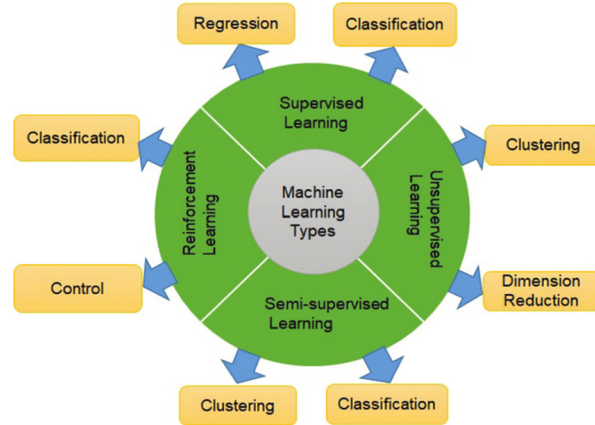 Regression
Classification
Supervised
Learning
Classification
Clustering
Reinforcement
Learning
Machine
Learning
Types
Unsupervised
Learning
Control
Dimension
Reduction
Semi-supervised
Learning
Clustering
Classification